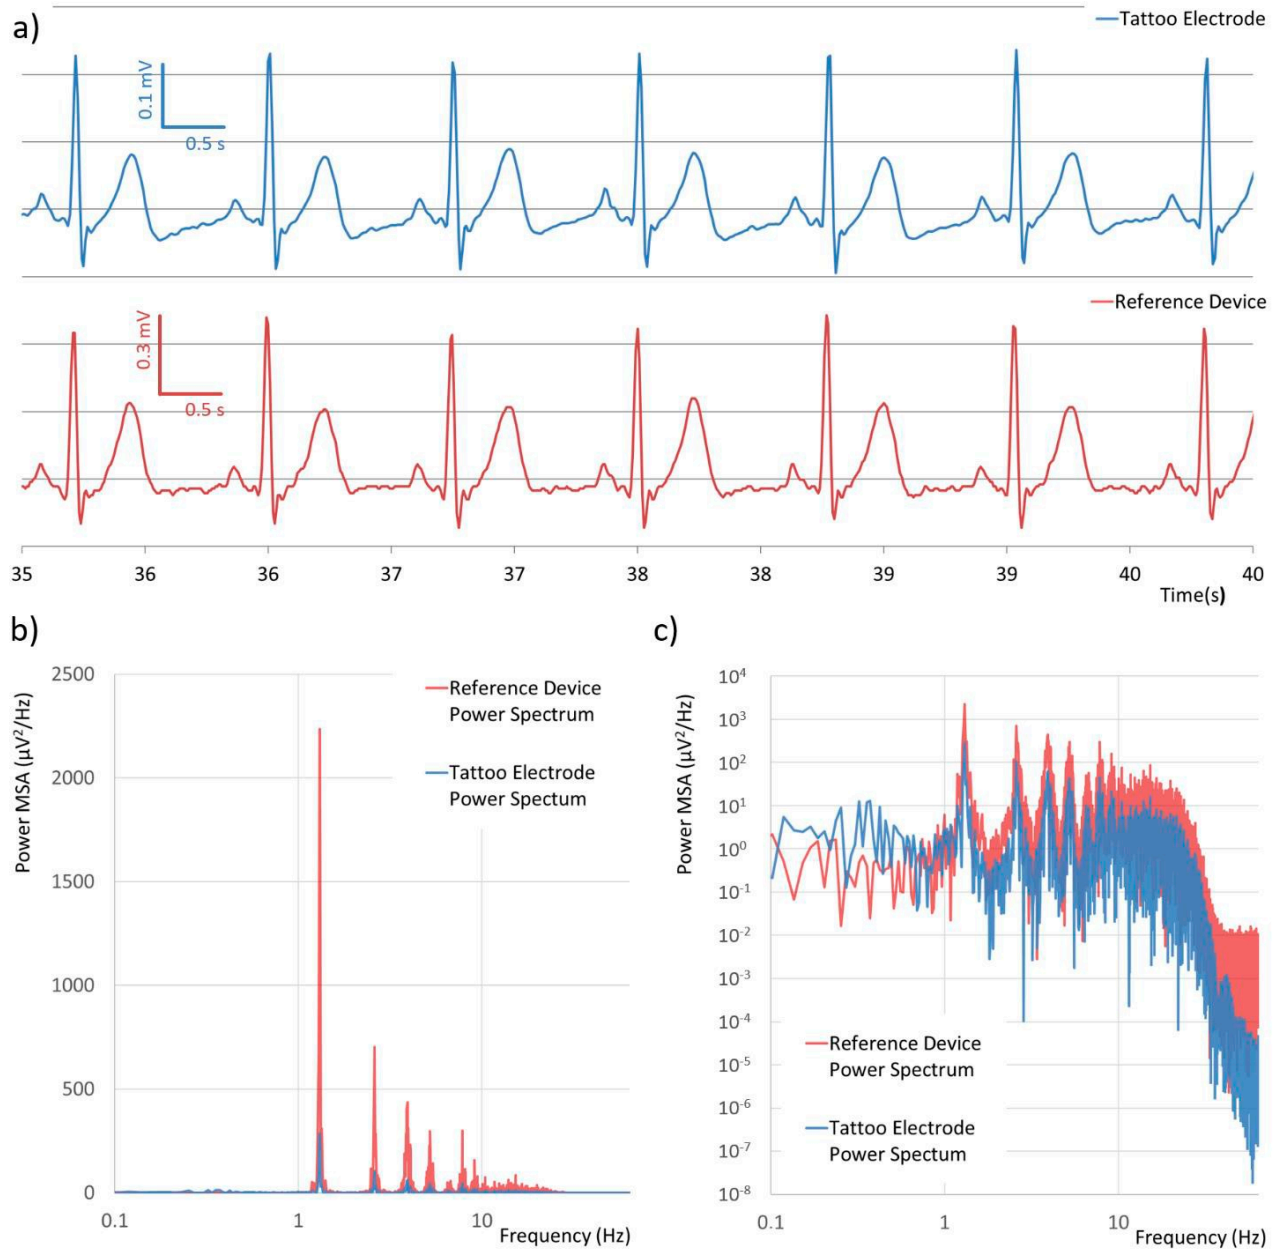 a)
Tattoo Electrode
0.1 mV
0.5 s
Reference Device
0.3 mV
0.5 s
35 36 36 37 37 38 38 39 39 40 40
Time(s)
b)
Power MSA (µV²/Hz)
2500
2000
1500
1000
500
0
Reference Device
Power Spectrum
Tattoo Electrode
Power Spectum
0.1 1 10
Frequency (Hz)
c)
Power MSA (µV²/Hz)
10⁴
10³
10²
10¹
10⁰
10⁻¹
10⁻²
10⁻³
10⁻⁴
10⁻⁵
10⁻⁶
10⁻⁷
10⁻⁸
Reference Device
Power Spectrum
Tattoo Electrode
Power Spectum
0.1 1 10
Frequency (Hz)